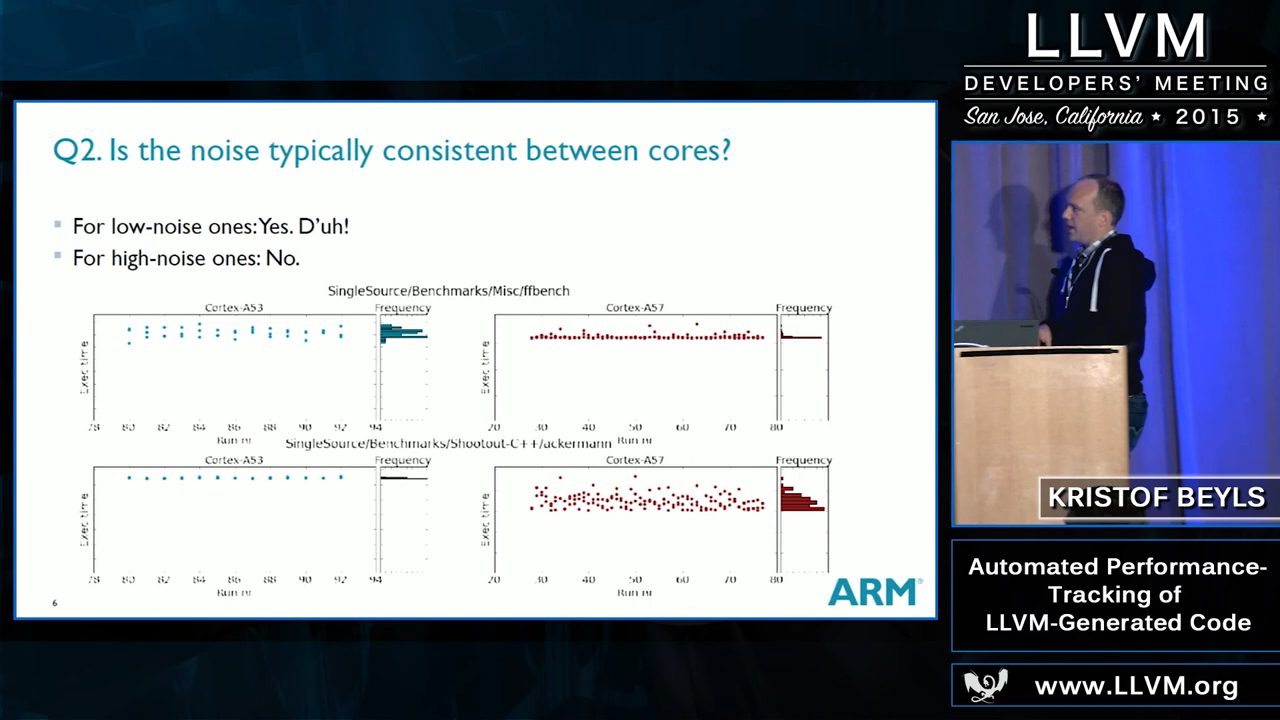 LLVM
DEVELOPERS' MEETING
San Jose, California ★ 2015 ★
Q2. Is the noise typically consistent between cores?
For low-noise ones: Yes. D'uh!
For high-noise ones: No.
SingleSource/Benchmarks/Misc/ffbench
Cortex-A53 Frequency Cortex-A57 Frequency
Exec time Exec time
78 80 82 84 86 88 90 92 94 20 30 40 50 60 70 80
Run nr Run nr
SingleSource/Benchmarks/Shootout-C++/ackermann
Cortex-A53 Frequency Cortex-A57 Frequency
Exec time Exec time
78 80 82 84 86 88 90 92 94 20 30 40 50 60 70 80
Run nr Run nr
6
ARM®
KRISTOF BEYLS
Automated Performance-
Tracking of
LLVM-Generated Code
www.LLVM.org